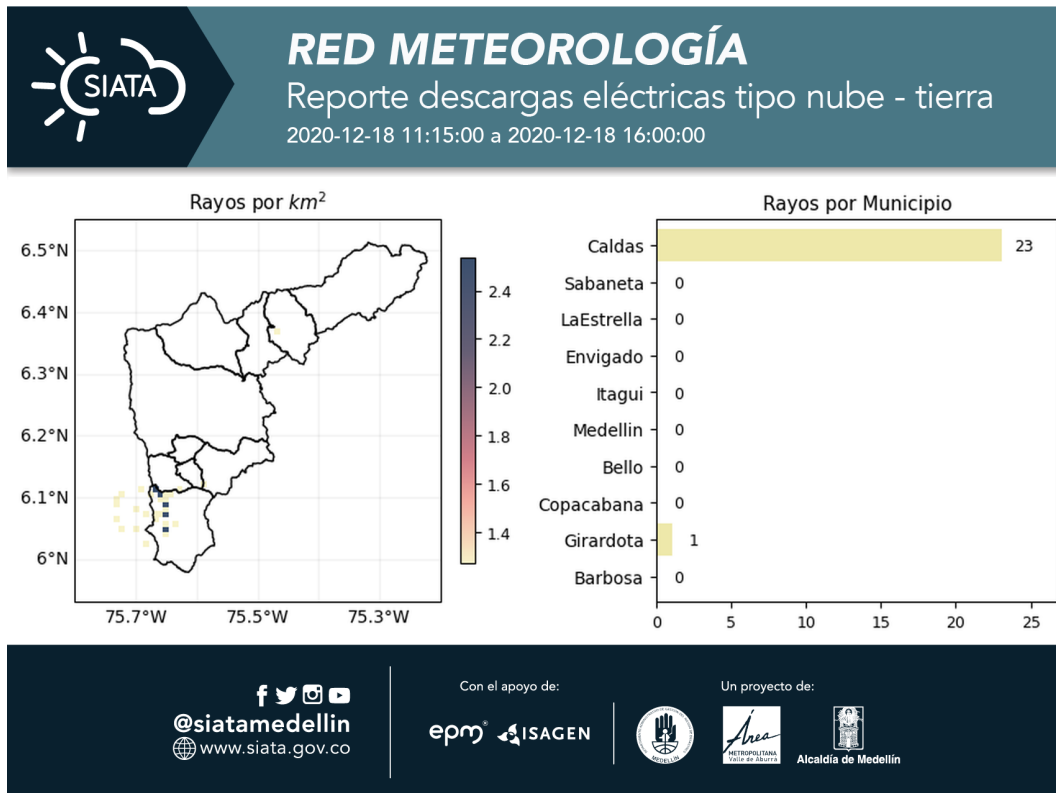 SIATA
RED METEOROLOGÍA
Reporte descargas eléctricas tipo nube - tierra
2020-12-18 11:15:00 a 2020-12-18 16:00:00
Rayos por km²
6.5°N
6.4°N
6.3°N
6.2°N
6.1°N
6°N
75.7°W 75.5°W 75.3°W
2.4
2.2
2.0
1.8
1.6
1.4
Rayos por Municipio
Caldas 23
Sabaneta 0
LaEstrella 0
Envigado 0
Itagui 0
Medellin 0
Bello 0
Copacabana 0
Girardota 1
Barbosa 0
0 5 10 15 20 25
@siatamedellin
www.siata.gov.co
Con el apoyo de:
epm® ISAGEN
Un proyecto de:
MEDELLÍN
Área
METROPOLITANA
Valle de Aburrá
Alcaldía de Medellín